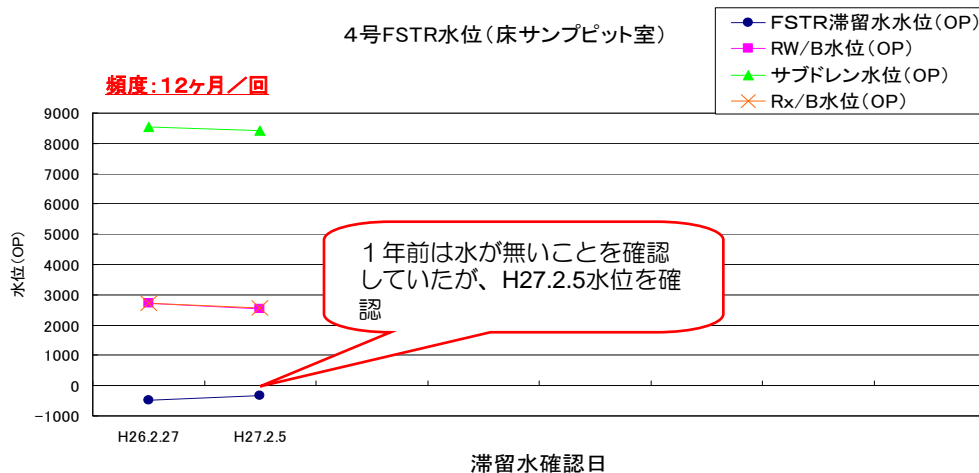 4号FSTR水位(床サンプピット室)
FSTR滞留水水位(OP)
RW/B水位(OP)
サブドレン水位(OP)
Rx/B水位(OP)
頻度:12ヶ月/回
9000
8000
7000
6000
5000
4000
3000
2000
1000
0
-1000
水位(OP)
1年前は水が無いことを確認
していたが、H27.2.5水位を確
認
H26.2.27
H27.2.5
滞留水確認日